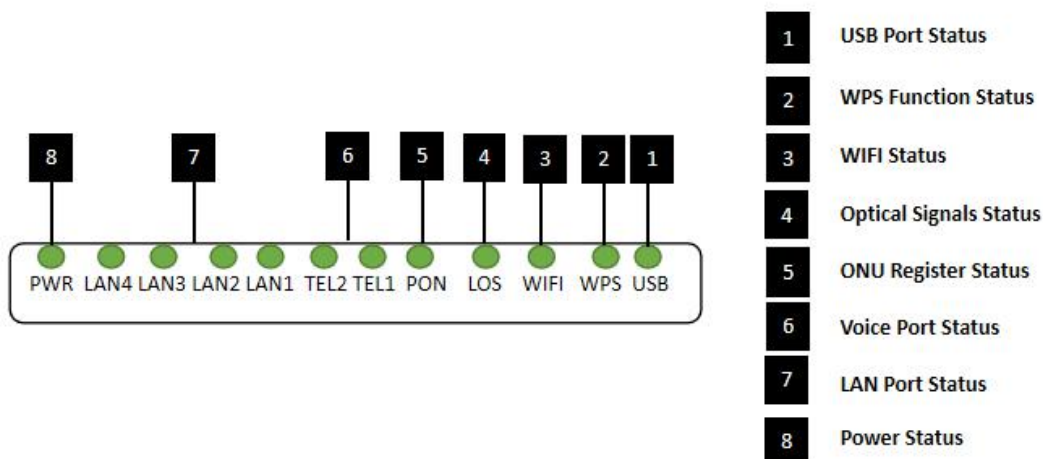 8 7 6 5 4 3 2 1
PWR LAN4 LAN3 LAN2 LAN1 TEL2 TEL1 PON LOS WIFI WPS USB
1 USB Port Status
2 WPS Function Status
3 WIFI Status
4 Optical Signals Status
5 ONU Register Status
6 Voice Port Status
7 LAN Port Status
8 Power Status